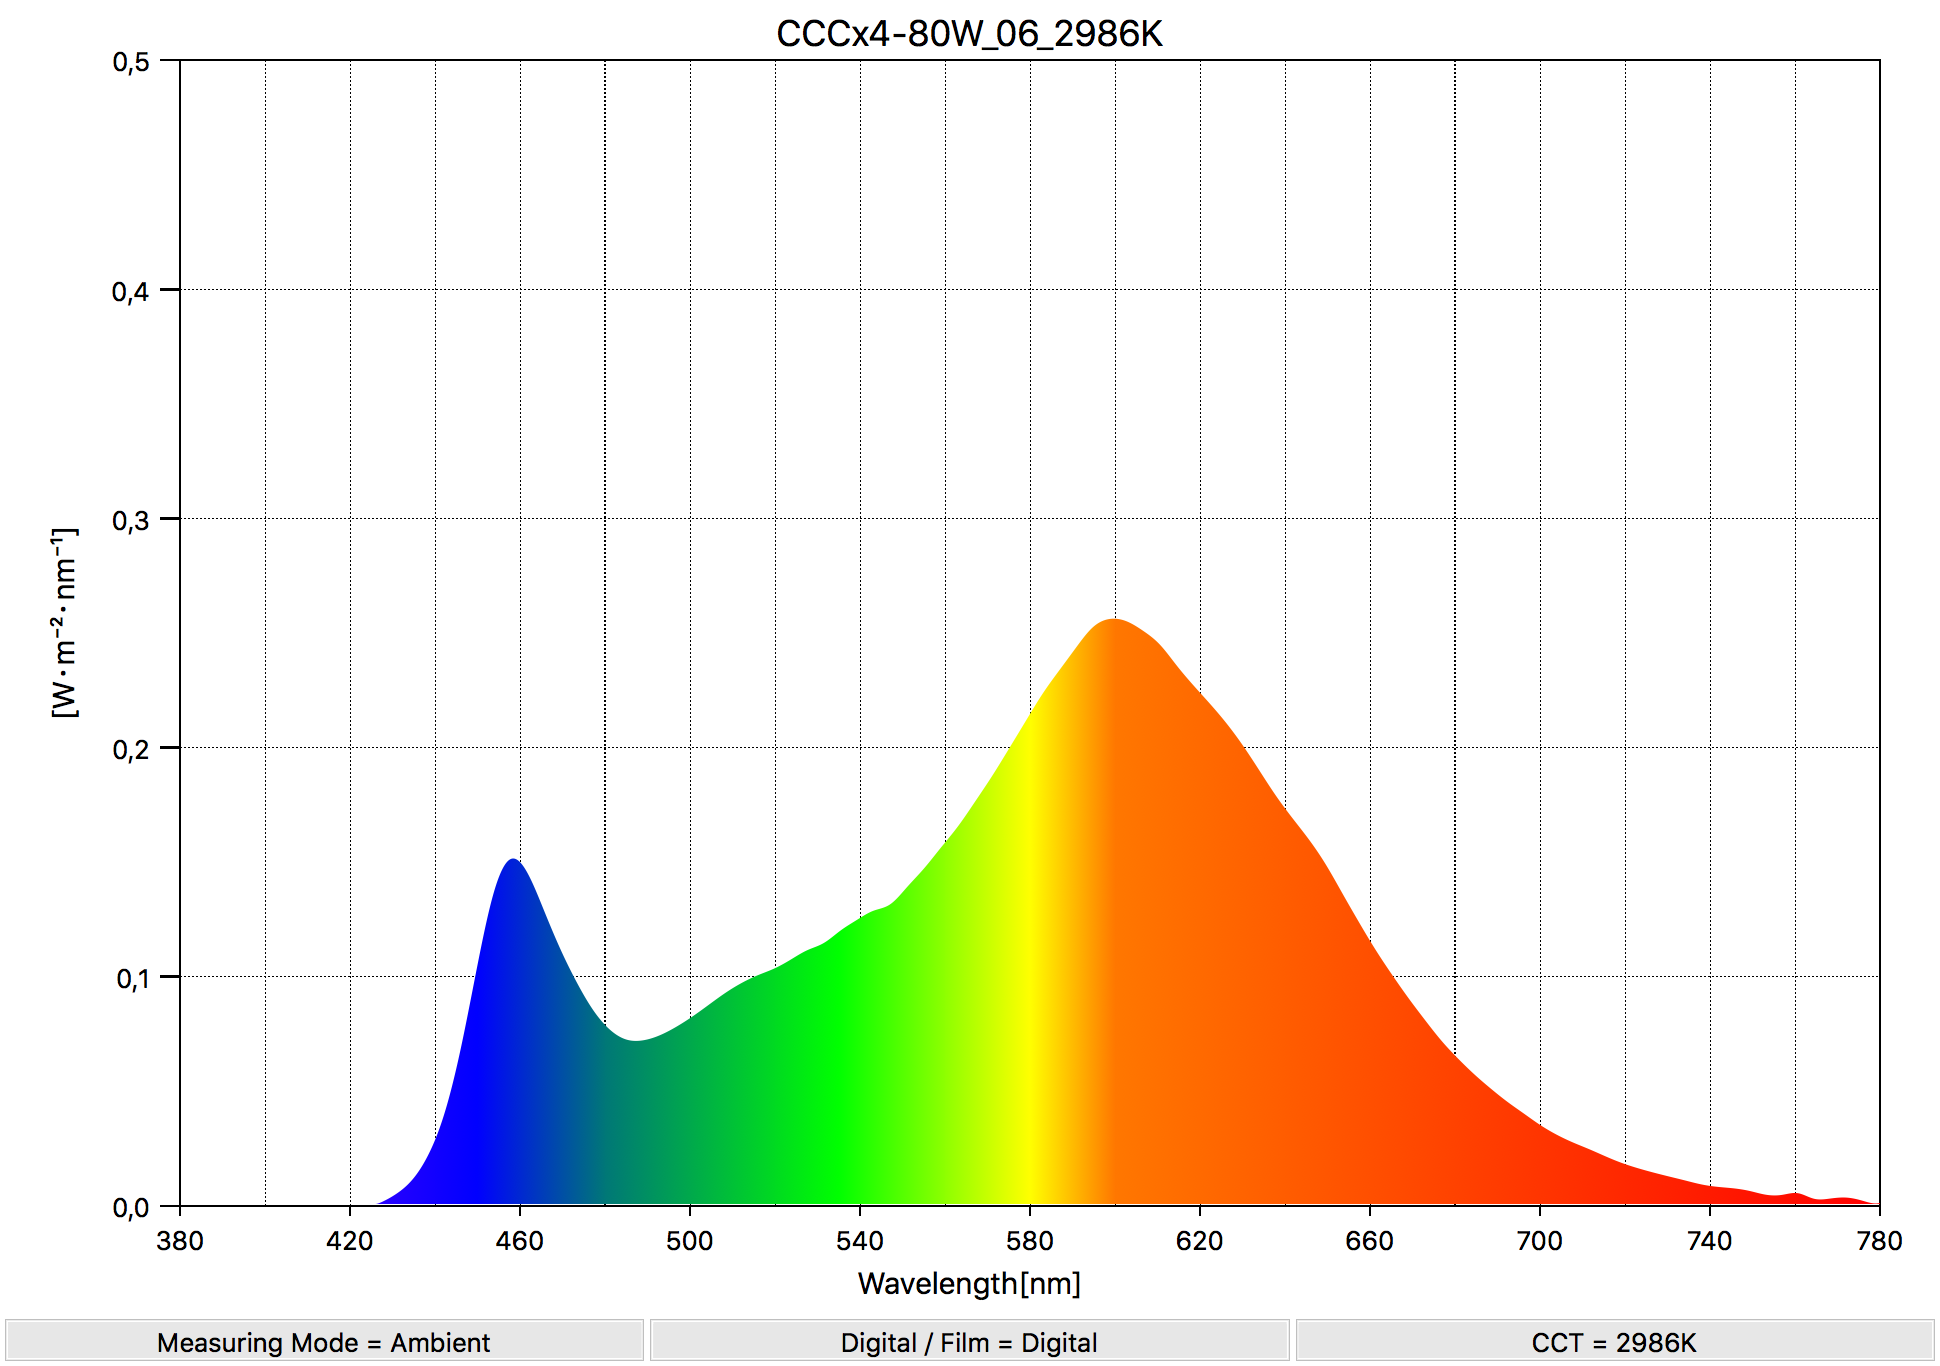 CCCx4-80W_06_2986K
0,5
0,4
0,3
0,2
0,1
0,0
[W·m⁻²·nm⁻¹]
380 420 460 500 540 580 620 660 700 740 780
Wavelength[nm]
Measuring Mode = Ambient
Digital / Film = Digital
CCT = 2986K